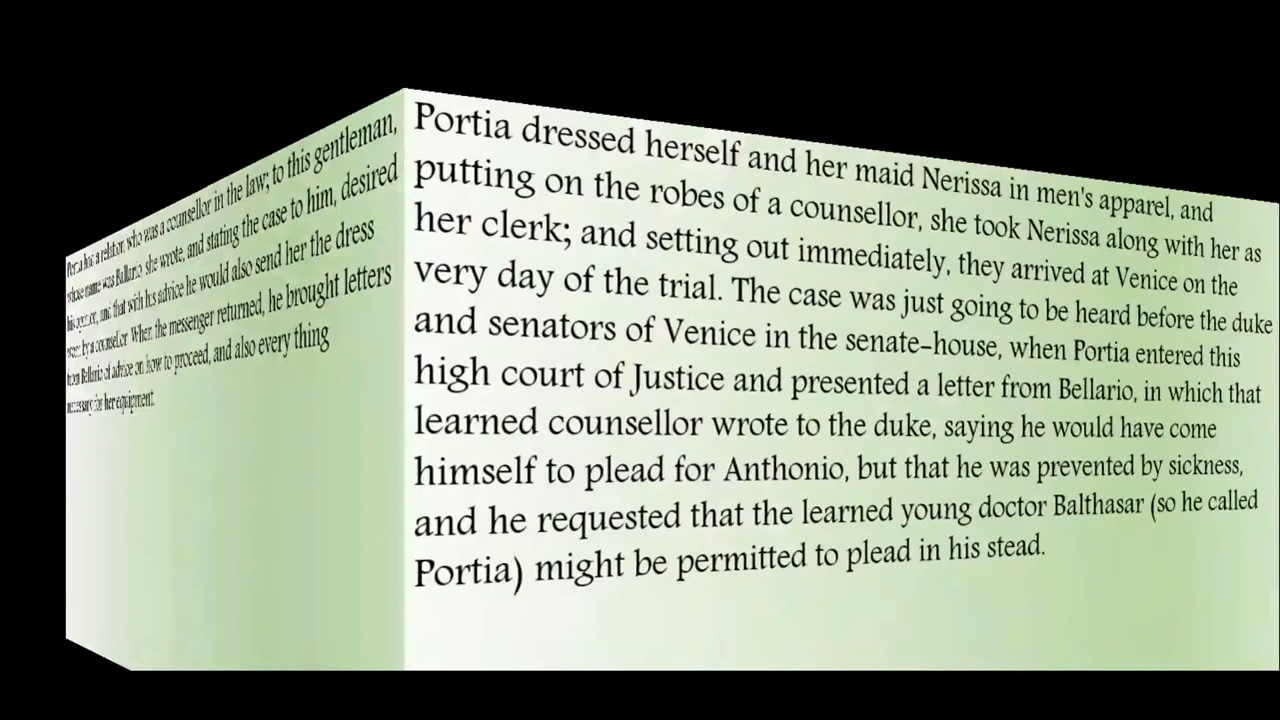 Portia had a relation who was a counsellor in the law; to this gentleman,
whose name was Bellario, she wrote, and stating the case to him, desired
his opinion, and that with his advice he would also send her the dress
worn by a counsellor. When the messenger returned, he brought letters
from Bellario of advice on how to proceed, and also every thing
necessary for her equipment.
Portia dressed herself and her maid Nerissa in men's apparel, and
putting on the robes of a counsellor, she took Nerissa along with her as
her clerk; and setting out immediately, they arrived at Venice on the
very day of the trial. The case was just going to be heard before the duke
and senators of Venice in the senate-house, when Portia entered this
high court of Justice and presented a letter from Bellario, in which that
learned counsellor wrote to the duke, saying he would have come
himself to plead for Anthonio, but that he was prevented by sickness,
and he requested that the learned young doctor Balthasar (so he called
Portia) might be permitted to plead in his stead.